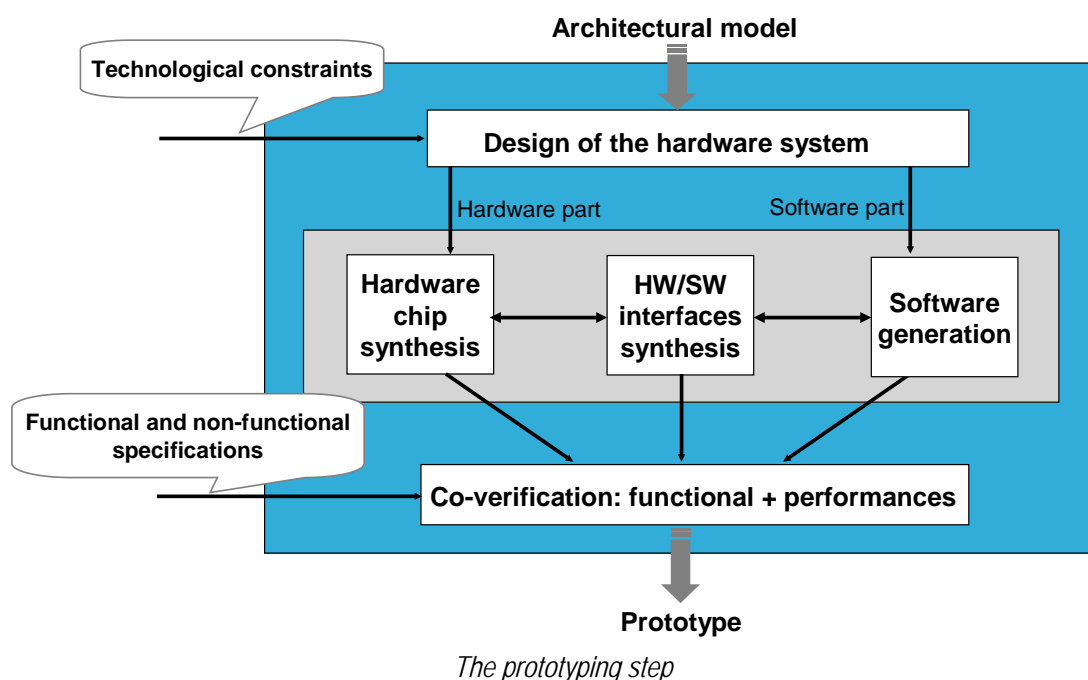 Architectural model
Technological constraints
Design of the hardware system
Hardware part
Software part
Hardware
chip
synthesis
HW/SW
interfaces
synthesis
Software
generation
Functional and non-functional
specifications
Co-verification: functional + performances
Prototype
The prototyping step